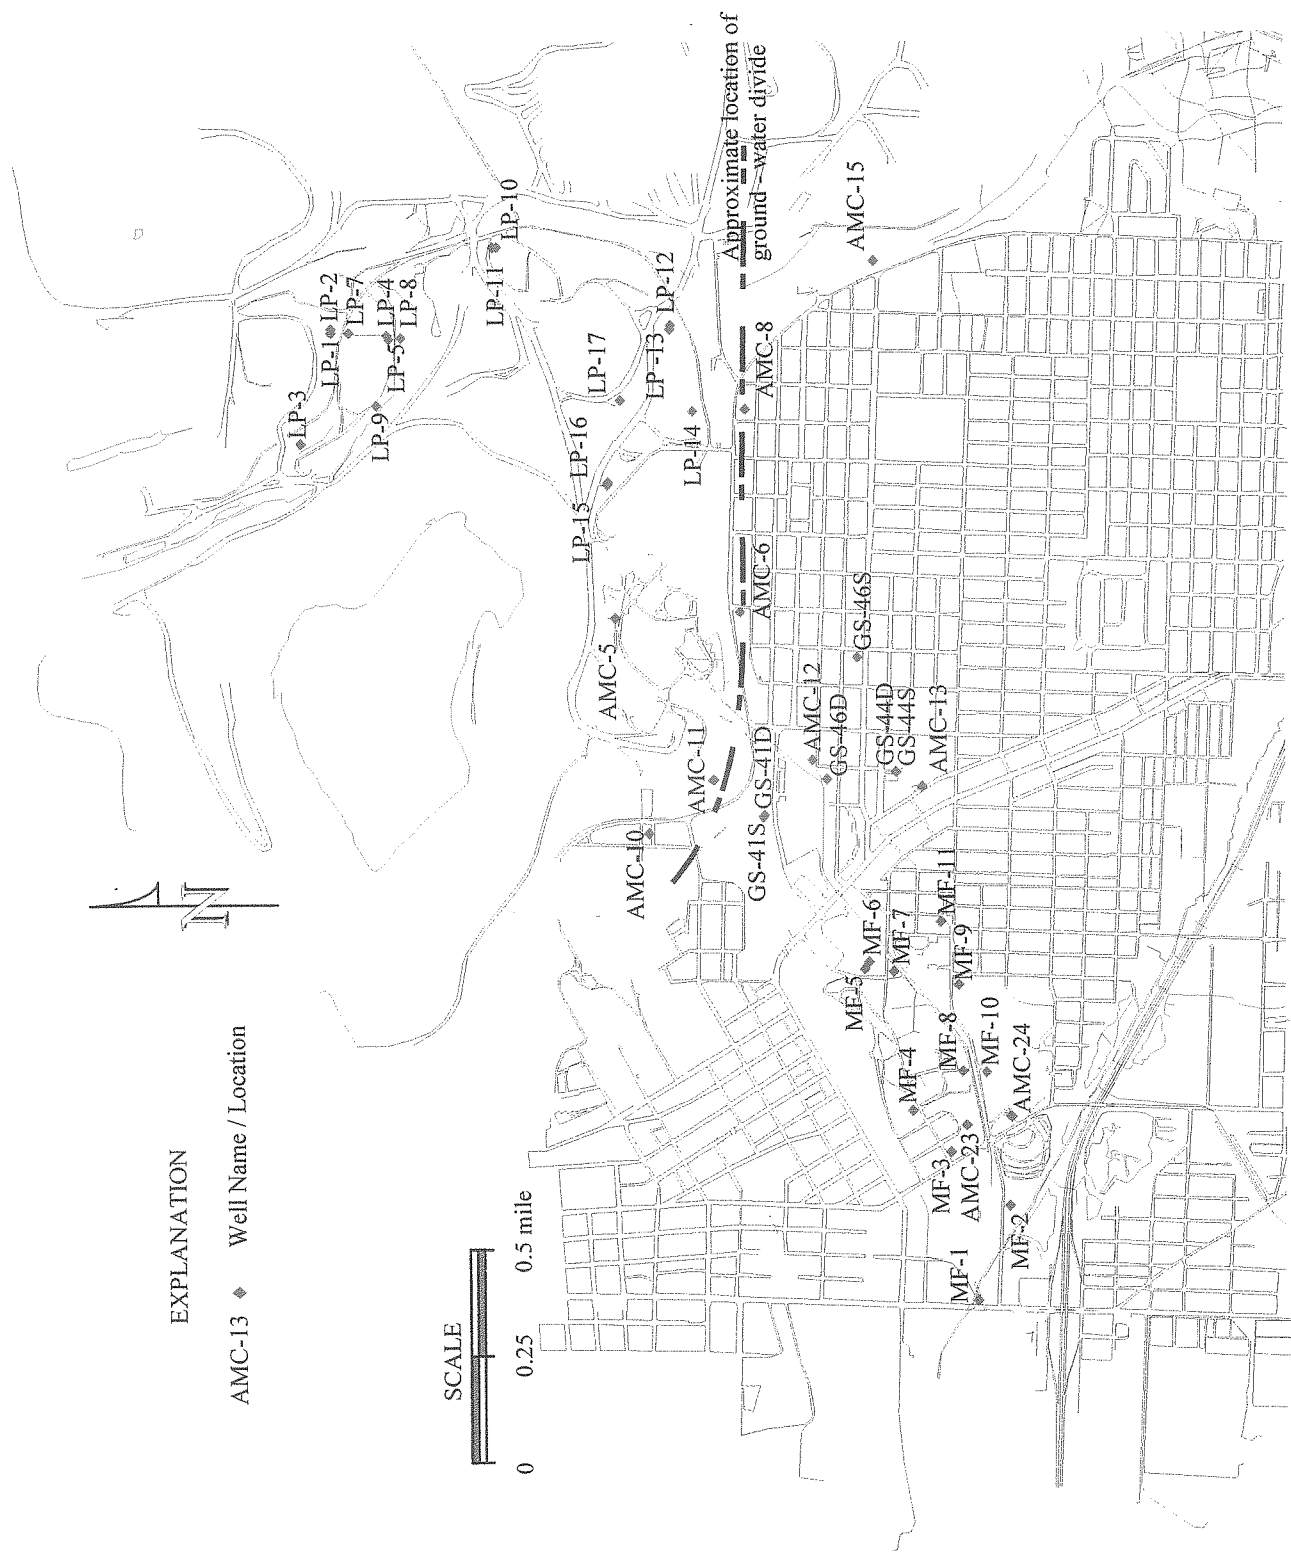 EXPLANATION
AMC-13 Well Name / Location
SCALE
0 0.25 0.5 mile
N
Approximate location of
ground-water divide
LP-1
LP-2
LP-7
LP-4
LP-8
LP-5
LP-3
LP-9
LP-10
LP-11
LP-12
LP-13
LP-17
LP-14
LP-16
LP-15
AMC-15
AMC-8
AMC-6
AMC-5
AMC-11
AMC-10
GS-41S
GS-41D
AMC-12
GS-46D
GS-46S
GS-44D
GS-44S
AMC-13
MF-5
MF-6
MF-7
MF-11
MF-9
MF-4
MF-8
MF-10
AMC-24
MF-3
AMC-23
MF-2
MF-1